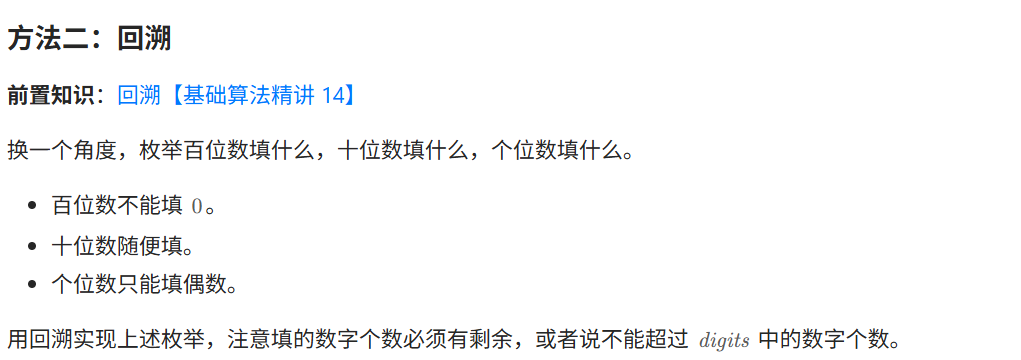 方法二：回溯
前置知识：回溯【基础算法精讲 14】
换一个角度，枚举百位数填什么，十位数填什么，个位数填什么。
• 百位数不能填 0。
• 十位数随便填。
• 个位数只能填偶数。
用回溯实现上述枚举，注意填的数字个数必须有剩余，或者说不能超过 digits 中的数字个数。